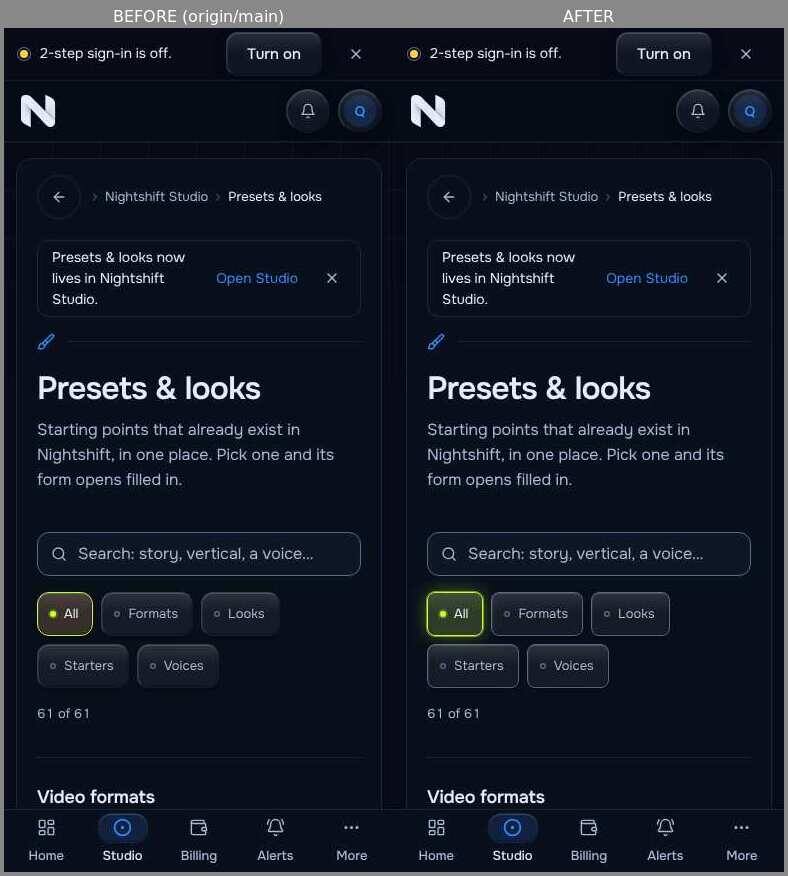 BEFORE (origin/main)
2-step sign-in is off.
Turn on
Q
Nightshift Studio
Presets & looks
Presets & looks now
lives in Nightshift
Studio.
Open Studio
Presets & looks
Starting points that already exist in
Nightshift, in one place. Pick one and its
form opens filled in.
Search: story, vertical, a voice...
All
Formats
Looks
Starters
Voices
61 of 61
Video formats
Home
Studio
Billing
Alerts
More
AFTER
2-step sign-in is off.
Turn on
Q
Nightshift Studio
Presets & looks
Presets & looks now
lives in Nightshift
Studio.
Open Studio
Presets & looks
Starting points that already exist in
Nightshift, in one place. Pick one and its
form opens filled in.
Search: story, vertical, a voice...
All
Formats
Looks
Starters
Voices
61 of 61
Video formats
Home
Studio
Billing
Alerts
More